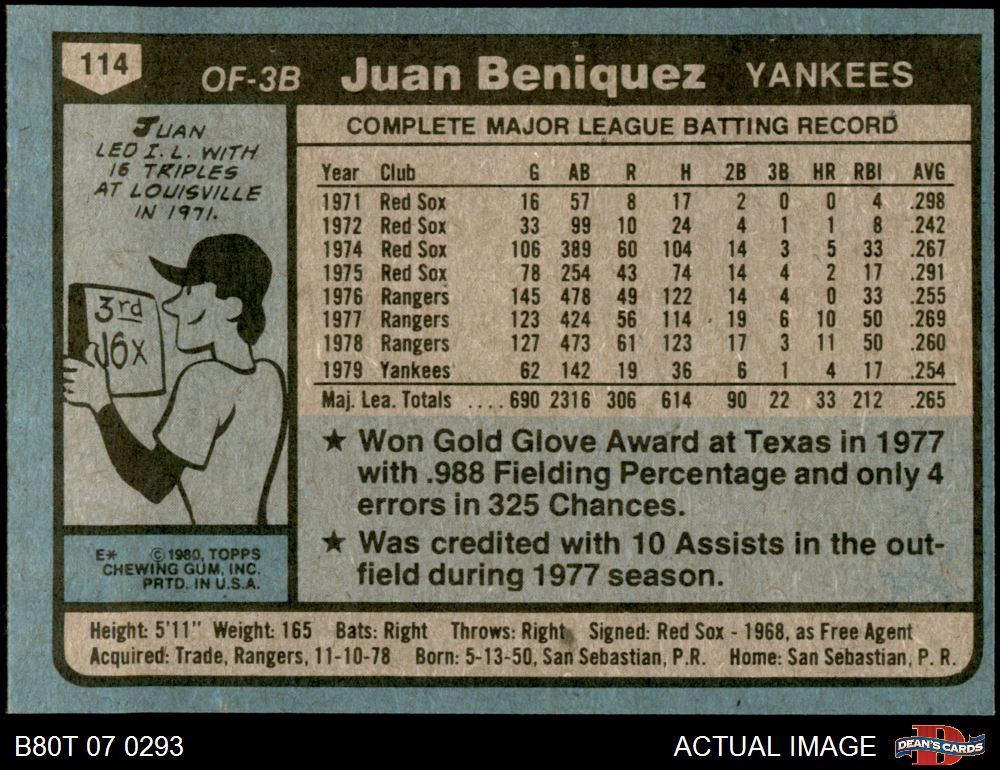 114 OF-3B Juan Beniquez YANKEES
JUAN
LED I. L. WITH
16 TRIPLES
AT LOUISVILLE
IN 1971.
3rd
16x
E* © 1980, TOPPS
CHEWING GUM, INC.
PRTD. IN U.S.A.
COMPLETE MAJOR LEAGUE BATTING RECORD
Year Club G AB R H 2B 3B HR RBI AVG
1971 Red Sox 16 57 8 17 2 0 0 4 .298
1972 Red Sox 33 99 10 24 4 1 1 8 .242
1974 Red Sox 106 389 60 104 14 3 5 33 .267
1975 Red Sox 78 254 43 74 14 4 2 17 .291
1976 Rangers 145 478 49 122 14 4 0 33 .255
1977 Rangers 123 424 56 114 19 6 10 50 .269
1978 Rangers 127 473 61 123 17 3 11 50 .260
1979 Yankees 62 142 19 36 6 1 4 17 .254
Maj. Lea. Totals .... 690 2316 306 614 90 22 33 212 .265
★ Won Gold Glove Award at Texas in 1977
with .988 Fielding Percentage and only 4
errors in 325 Chances.
★ Was credited with 10 Assists in the out-
field during 1977 season.
Height: 5'11" Weight: 165 Bats: Right Throws: Right Signed: Red Sox - 1968, as Free Agent
Acquired: Trade, Rangers, 11-10-78 Born: 5-13-50, San Sebastian, P.R. Home: San Sebastian, P. R.
B80T 07 0293 ACTUAL IMAGE D DEAN'S CARDS